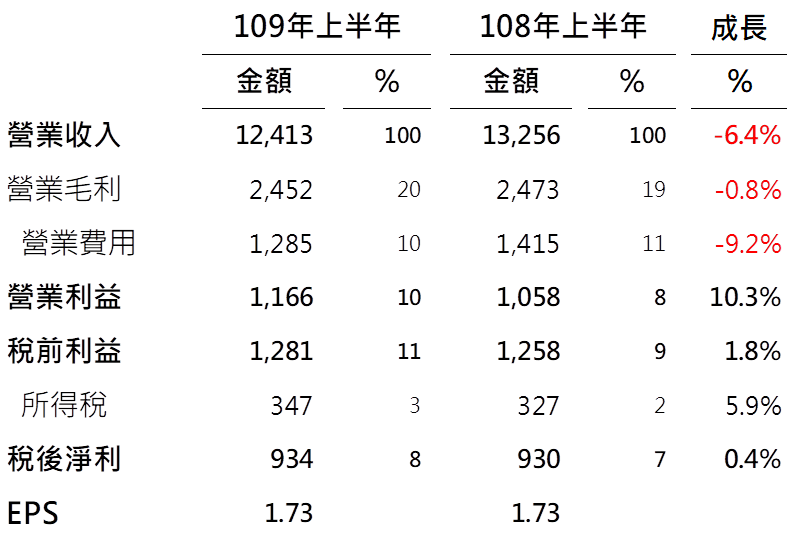 109年上半年 108年上半年 成長
金額 % 金額 % %
營業收入 12,413 100 13,256 100 -6.4%
營業毛利 2,452 20 2,473 19 -0.8%
營業費用 1,285 10 1,415 11 -9.2%
營業利益 1,166 10 1,058 8 10.3%
稅前利益 1,281 11 1,258 9 1.8%
所得稅 347 3 327 2 5.9%
稅後淨利 934 8 930 7 0.4%
EPS 1.73 1.73